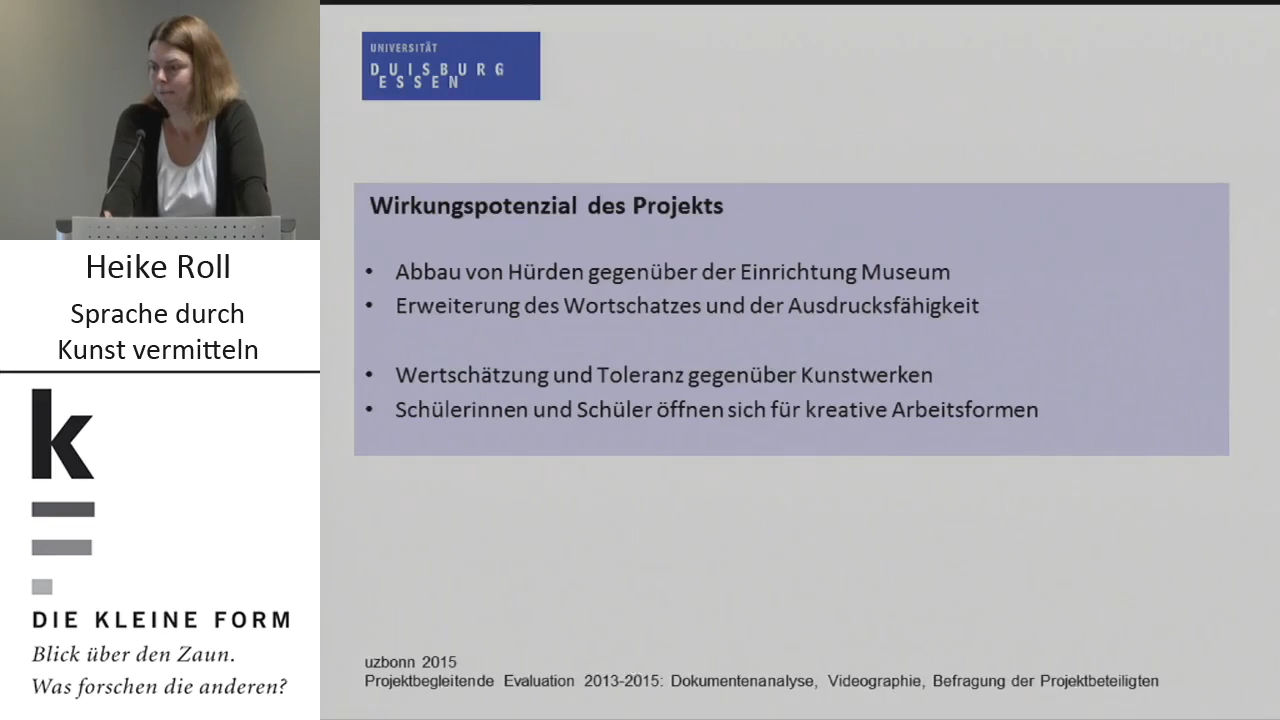 Heike Roll
Sprache durch
Kunst vermitteln
k
DIE KLEINE FORM
Blick über den Zaun.
Was forschen die anderen?
UNIVERSITÄT
DUISBURG
ESSEN
Wirkungspotenzial des Projekts
• Abbau von Hürden gegenüber der Einrichtung Museum
• Erweiterung des Wortschatzes und der Ausdrucksfähigkeit
• Wertschätzung und Toleranz gegenüber Kunstwerken
• Schülerinnen und Schüler öffnen sich für kreative Arbeitsformen
uzbonn 2015
Projektbegleitende Evaluation 2013-2015: Dokumentenanalyse, Videographie, Befragung der Projektbeteiligten